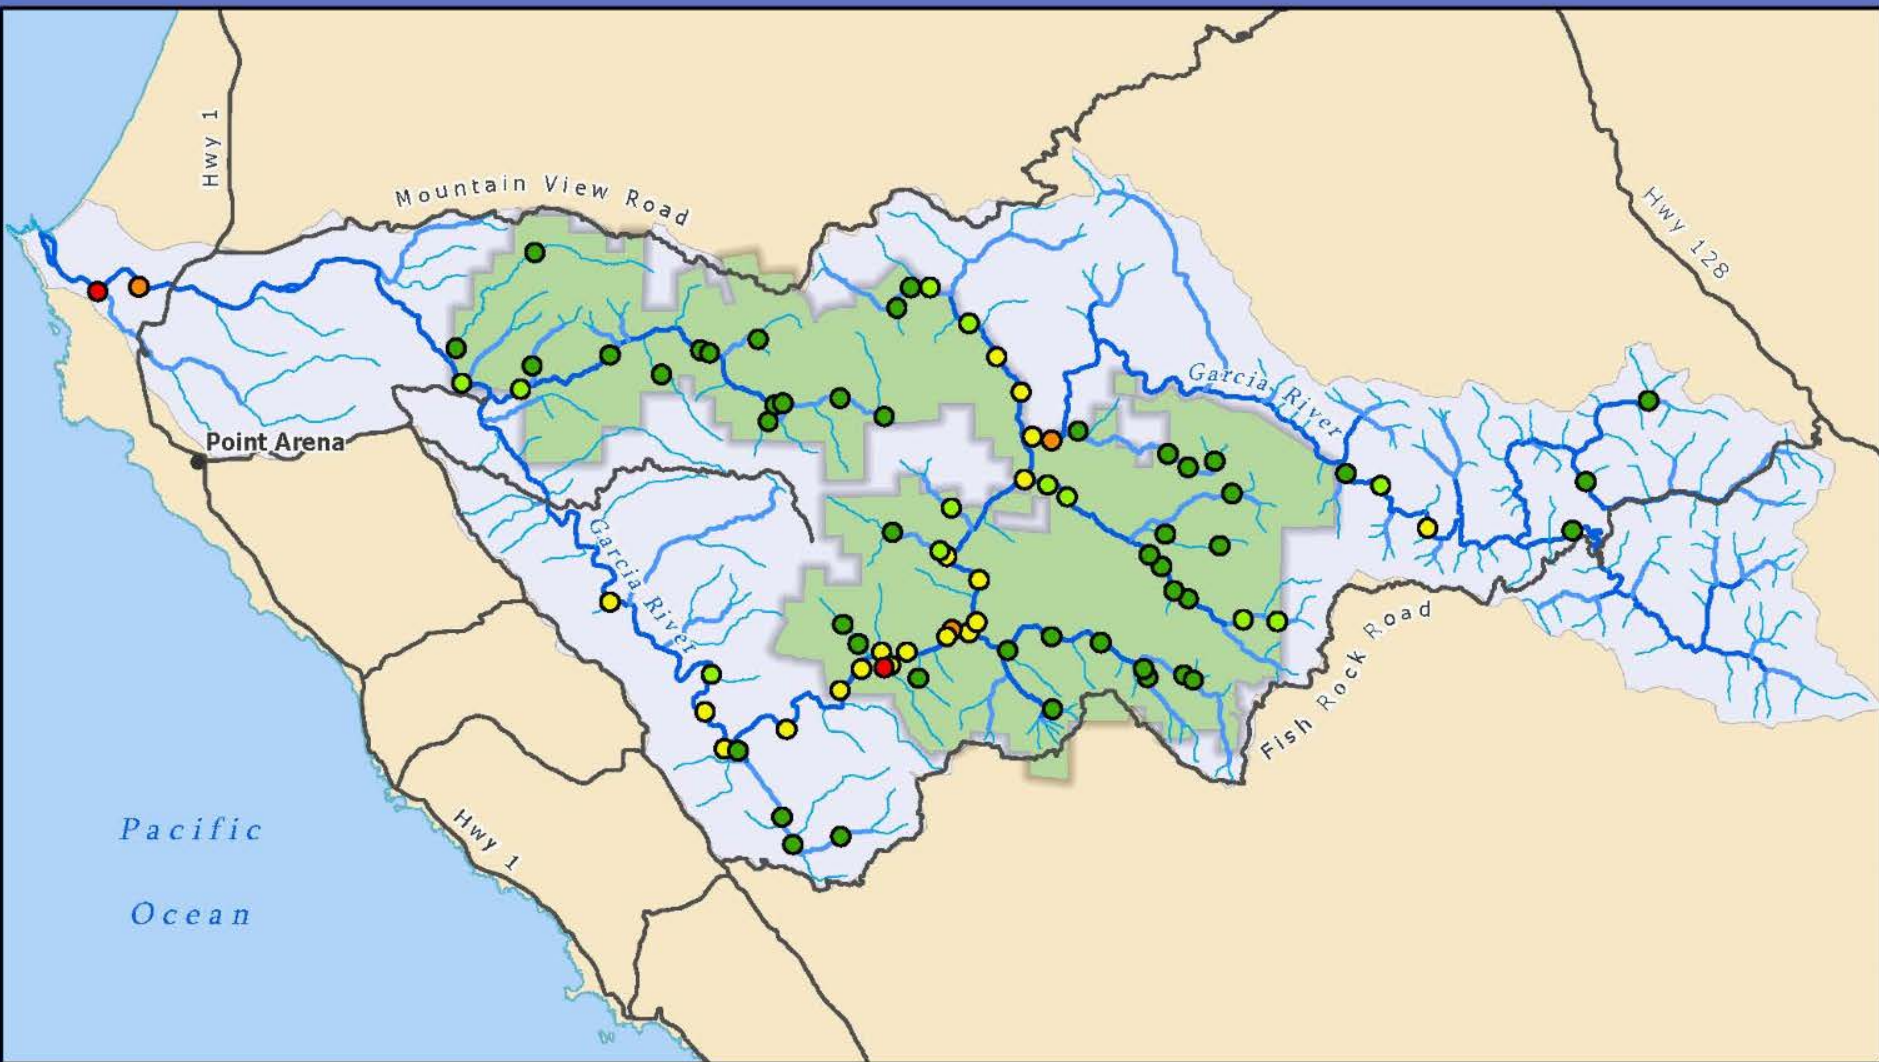 Hwy 1
Mountain View Road
Hwy 128
Garcia River
Point Arena
Garcia River
Fish Rock Road
Pacific
Ocean
Hwy 1